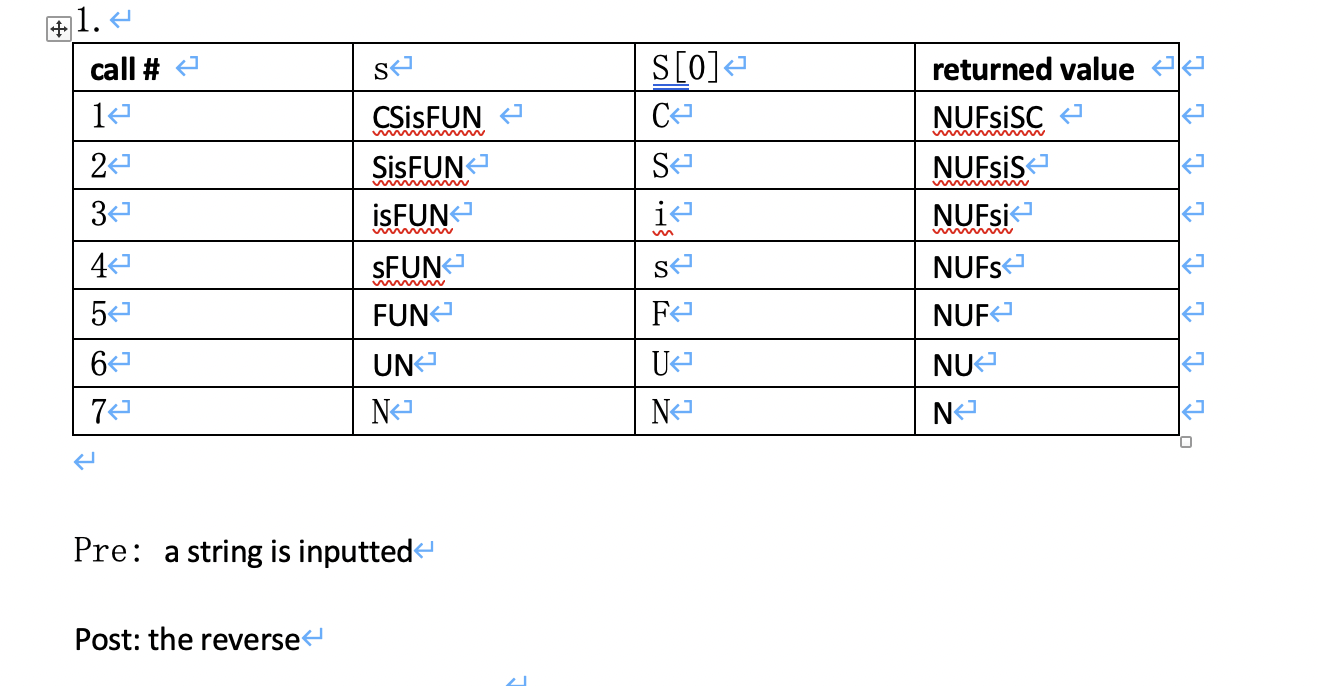 1.
call # s S[0] returned value
1 CSisFUN C NUFsiSC
2 SisFUN S NUFsiS
3 isFUN i NUFsi
4 sFUN s NUFs
5 FUN F NUF
6 UN U NU
7 N N N
Pre: a string is inputted
Post: the reverse